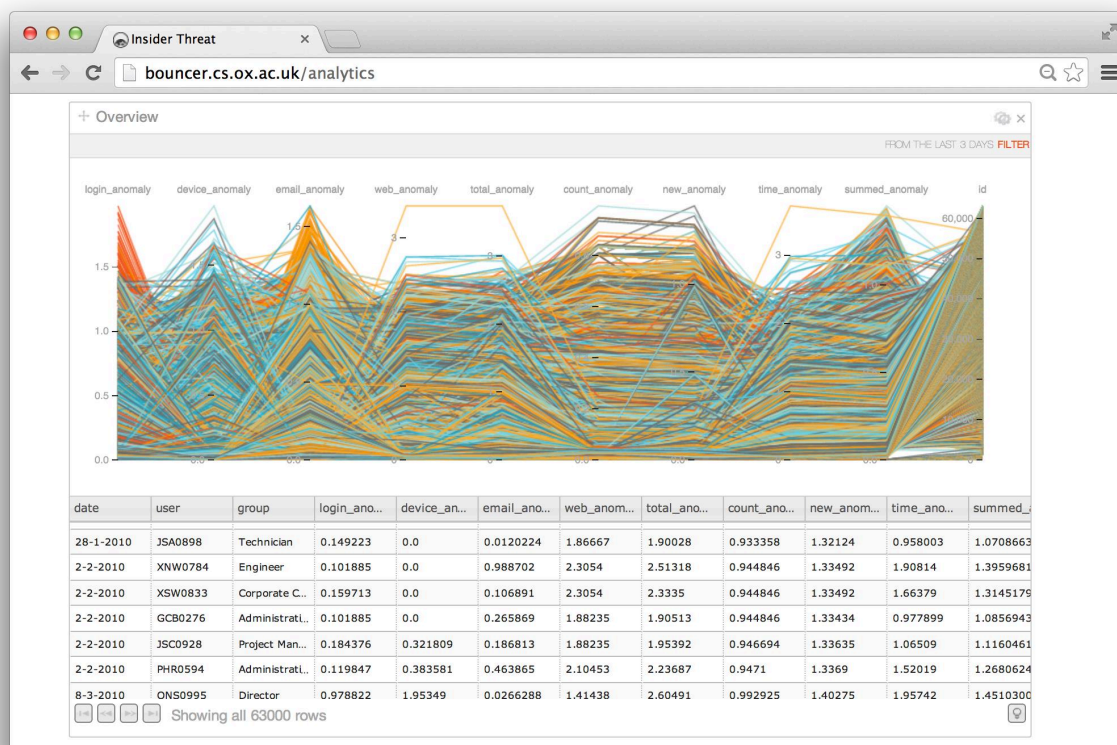 Insider Threat ×
bouncer.cs.ox.ac.uk/analytics
Overview
FROM THE LAST 3 DAYS FILTER
login_anomaly device_anomaly email_anomaly web_anomaly total_anomaly count_anomaly new_anomaly time_anomaly summed_anomaly id
60,000
1.5
3
3
3
1.5
1.0
0.5
0.0
date user group login_ano... device_an... email_ano... web_anom... total_ano... count_ano... new_anom... time_ano... summed_
28-1-2010 JSA0898 Technician 0.149223 0.0 0.0120224 1.86667 1.90028 0.933358 1.32124 0.958003 1.0708663
2-2-2010 XNW0784 Engineer 0.101885 0.0 0.988702 2.3054 2.51318 0.944846 1.33492 1.90814 1.3959681
2-2-2010 XSW0833 Corporate C... 0.159713 0.0 0.106891 2.3054 2.3335 0.944846 1.33492 1.66379 1.3145179
2-2-2010 GCB0276 Administrati... 0.101885 0.0 0.265869 1.88235 1.90513 0.944846 1.33434 0.977899 1.0856943
2-2-2010 JSC0928 Project Man... 0.184376 0.321809 0.186813 1.88235 1.95392 0.946694 1.33635 1.06509 1.1160461
2-2-2010 PHR0594 Administrati... 0.119847 0.383581 0.463865 2.10453 2.23687 0.9471 1.3369 1.52019 1.2680624
8-3-2010 ONS0995 Director 0.978822 1.95349 0.0266288 1.41438 2.60491 0.992925 1.40275 1.95742 1.4510300
Showing all 63000 rows